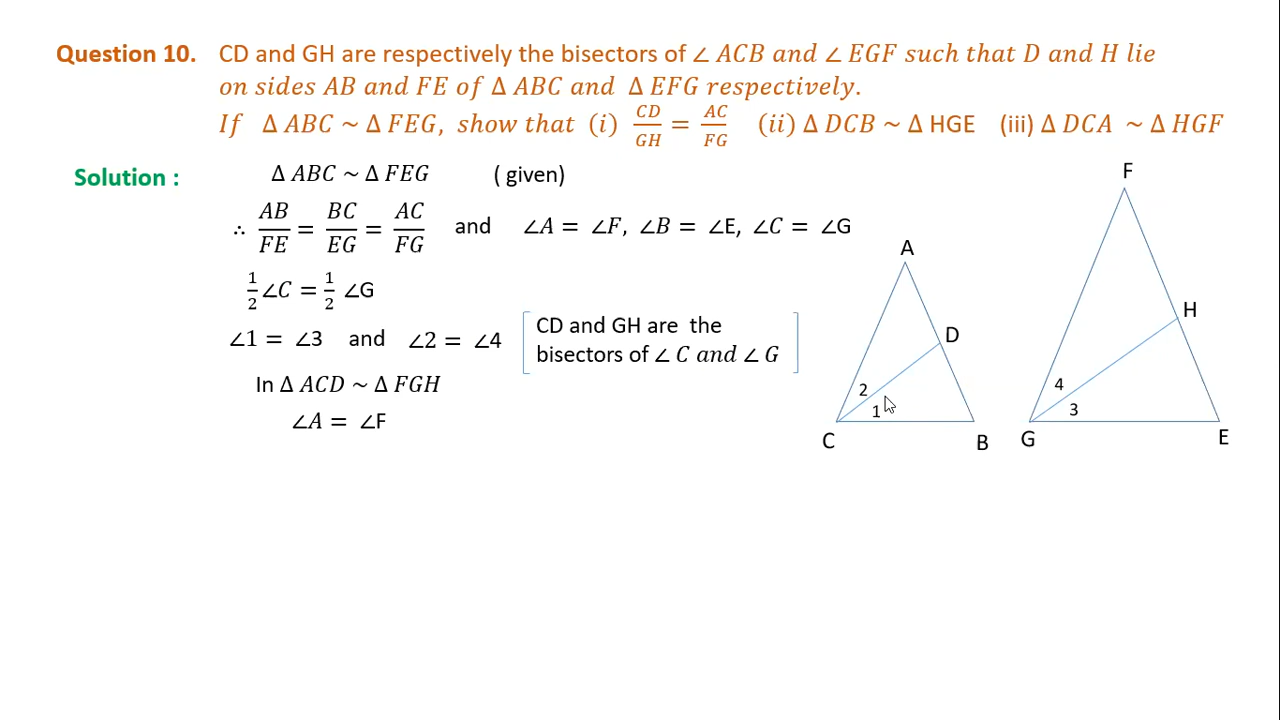 Question 10. CD and GH are respectively the bisectors of ∠ ACB and ∠ EGF such that D and H lie
on sides AB and FE of Δ ABC and Δ EFG respectively.
If Δ ABC ~ Δ FEG, show that (i) CD/GH = AC/FG (ii) Δ DCB ~ Δ HGE (iii) Δ DCA ~ Δ HGF
Solution : Δ ABC ~ Δ FEG ( given)
∴ AB/FE = BC/EG = AC/FG and ∠A = ∠F, ∠B = ∠E, ∠C = ∠G
1/2 ∠C = 1/2 ∠G
∠1 = ∠3 and ∠2 = ∠4
CD and GH are the
bisectors of ∠ C and ∠ G
In Δ ACD ~ Δ FGH
∠A = ∠F
A
D
2
1
C
B
F
H
4
3
G
E